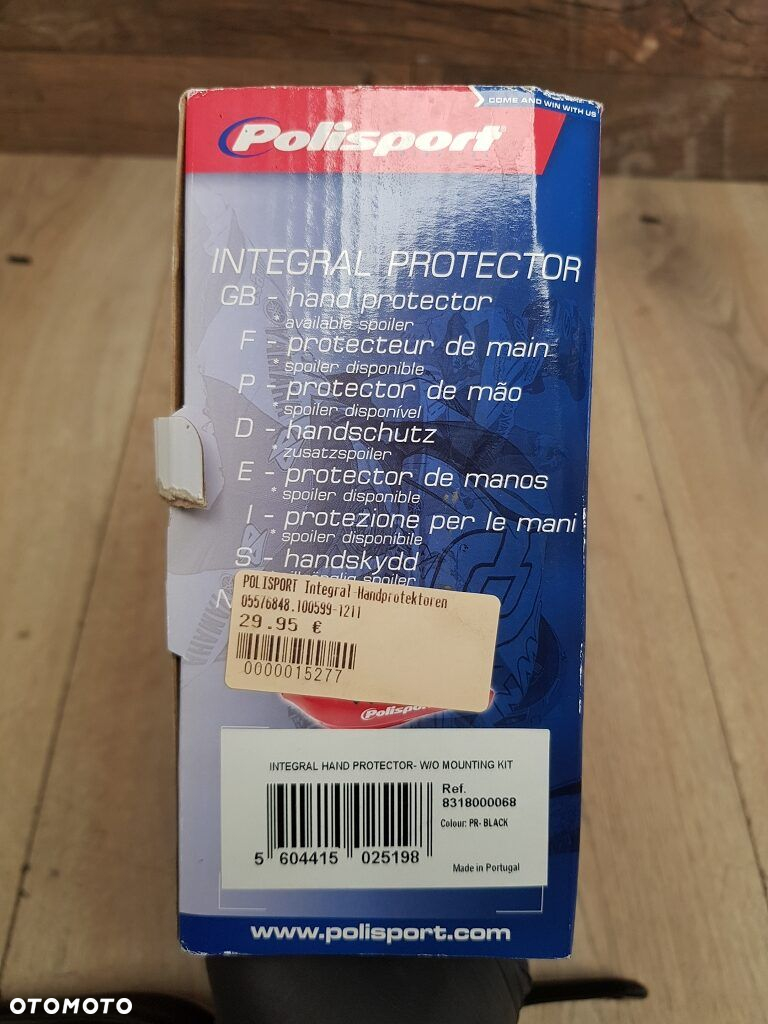 COME AND WIN WITH US
Polisport
INTEGRAL PROTECTOR
GB - hand protector
* available spoiler
F - protecteur de main
* spoiler disponible
P - protector de mão
* spoiler disponível
D - handschutz
zusatzspoiler
E - protector de manos
* spoiler disponible
I - protezione per le mani
* spoiler disponibile
S - handskydd
spoiler
N
POLISPORT Integral-Handprotektoren
05576848.100599-1211
29.95 €
0000015277
Polisport
INTEGRAL HAND PROTECTOR- W/O MOUNTING KIT
Ref.
8318000068
Colour: PR- BLACK
5 604415 025198
Made in Portugal
www.polisport.com
OTOMOTO